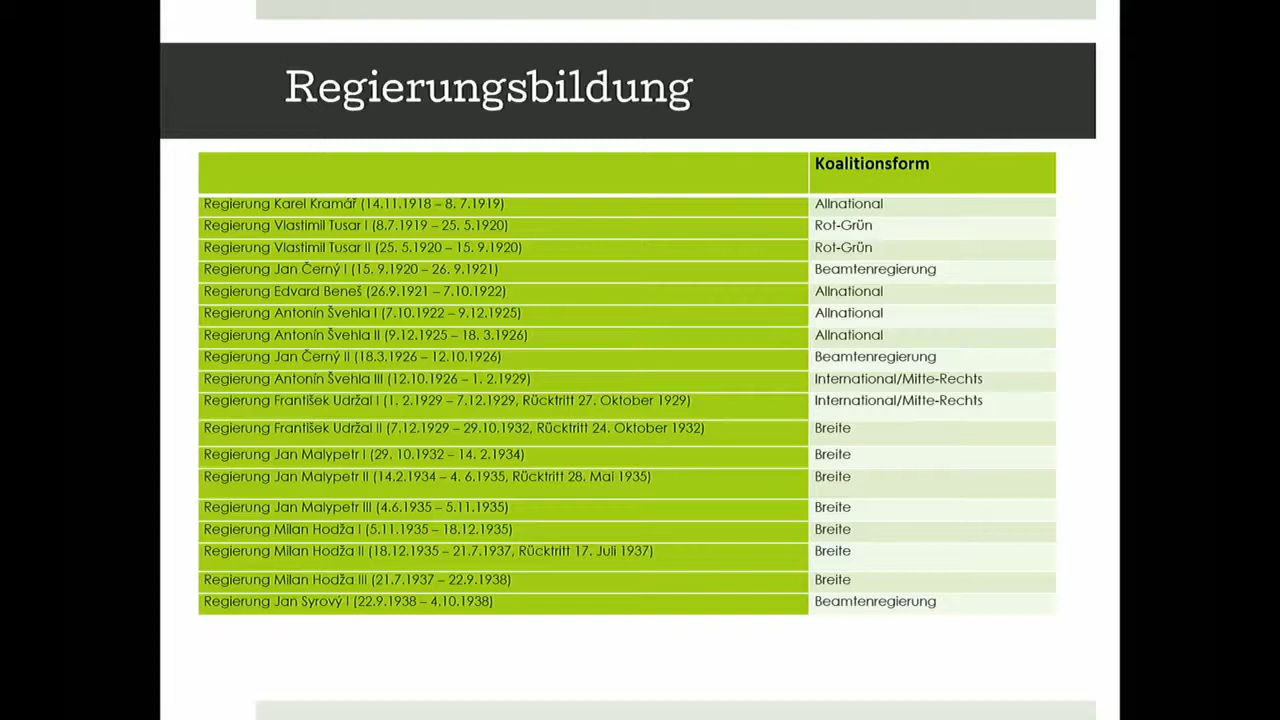 Regierungsbildung
Koalitionsform
Regierung Karel Kramář (14.11.1918 – 8. 7.1919) Allnational
Regierung Vlastimil Tusar I (8.7.1919 – 25. 5.1920) Rot-Grün
Regierung Vlastimil Tusar II (25. 5.1920 – 15. 9.1920) Rot-Grün
Regierung Jan Černý I (15. 9.1920 – 26. 9.1921) Beamtenregierung
Regierung Edvard Beneš (26.9.1921 – 7.10.1922) Allnational
Regierung Antonín Švehla I (7.10.1922 – 9.12.1925) Allnational
Regierung Antonín Švehla II (9.12.1925 – 18. 3.1926) Allnational
Regierung Jan Černý II (18.3.1926 – 12.10.1926) Beamtenregierung
Regierung Antonín Švehla III (12.10.1926 – 1. 2.1929) International/Mitte-Rechts
Regierung František Udržal I (1. 2.1929 – 7.12.1929, Rücktritt 27. Oktober 1929) International/Mitte-Rechts
Regierung František Udržal II (7.12.1929 – 29.10.1932, Rücktritt 24. Oktober 1932) Breite
Regierung Jan Malypetr I (29. 10.1932 – 14. 2.1934) Breite
Regierung Jan Malypetr II (14.2.1934 – 4. 6.1935, Rücktritt 28. Mai 1935) Breite
Regierung Jan Malypetr III (4.6.1935 – 5.11.1935) Breite
Regierung Milan Hodža I (5.11.1935 – 18.12.1935) Breite
Regierung Milan Hodža II (18.12.1935 – 21.7.1937, Rücktritt 17. Juli 1937) Breite
Regierung Milan Hodža III (21.7.1937 – 22.9.1938) Breite
Regierung Jan Syrový I (22.9.1938 – 4.10.1938) Beamtenregierung